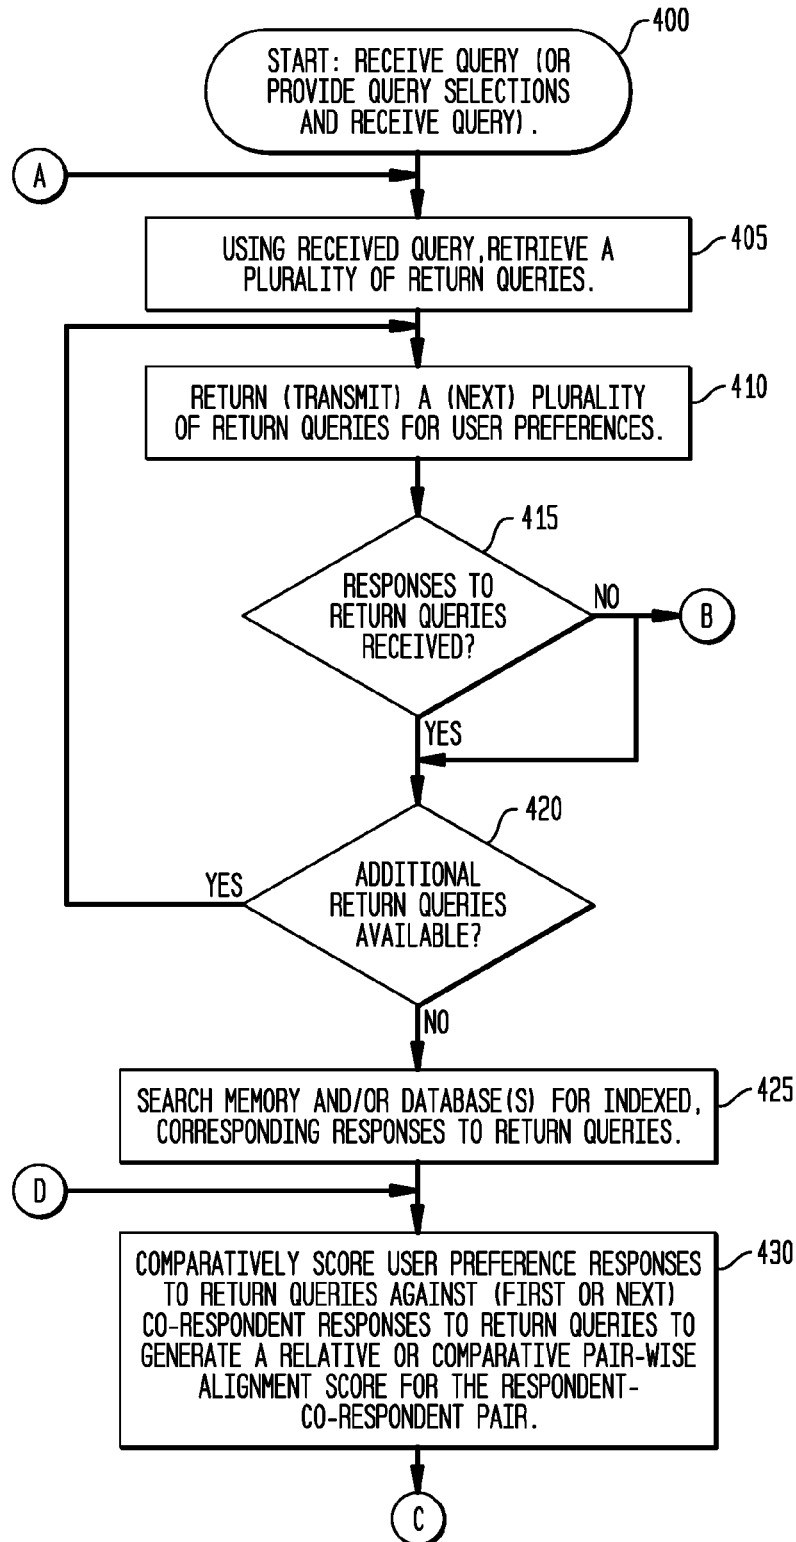 400
START: RECEIVE QUERY (OR
PROVIDE QUERY SELECTIONS
AND RECEIVE QUERY).
A
405
USING RECEIVED QUERY,RETRIEVE A
PLURALITY OF RETURN QUERIES.
410
RETURN (TRANSMIT) A (NEXT) PLURALITY
OF RETURN QUERIES FOR USER PREFERENCES.
415
RESPONSES TO
RETURN QUERIES
RECEIVED?
NO
B
YES
420
ADDITIONAL
RETURN QUERIES
AVAILABLE?
YES
NO
425
SEARCH MEMORY AND/OR DATABASE(S) FOR INDEXED,
CORRESPONDING RESPONSES TO RETURN QUERIES.
D
430
COMPARATIVELY SCORE USER PREFERENCE RESPONSES
TO RETURN QUERIES AGAINST (FIRST OR NEXT)
CO-RESPONDENT RESPONSES TO RETURN QUERIES TO
GENERATE A RELATIVE OR COMPARATIVE PAIR-WISE
ALIGNMENT SCORE FOR THE RESPONDENT-
CO-RESPONDENT PAIR.
C